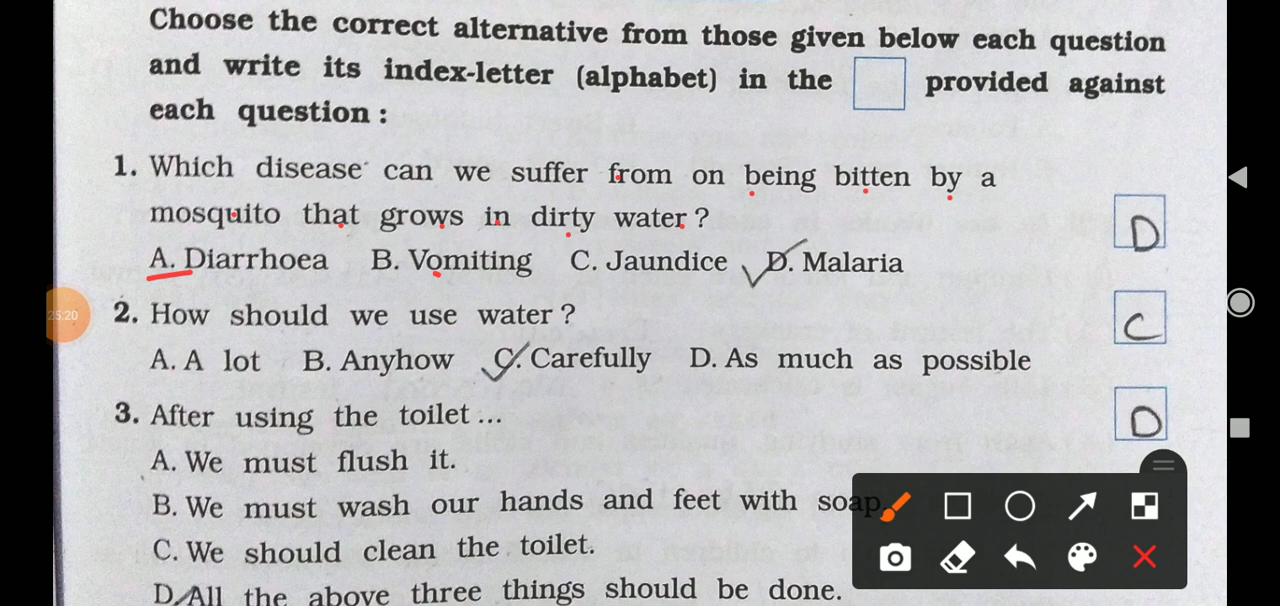 Choose the correct alternative from those given below each question
and write its index-letter (alphabet) in the provided against
each question :
1. Which disease can we suffer from on being bitten by a
mosquito that grows in dirty water ?
D
A. Diarrhoea B. Vomiting C. Jaundice D. Malaria
25:20
2. How should we use water ?
C
A. A lot B. Anyhow C. Carefully D. As much as possible
3. After using the toilet ...
D
A. We must flush it.
B. We must wash our hands and feet with soap.
C. We should clean the toilet.
D. All the above three things should be done.